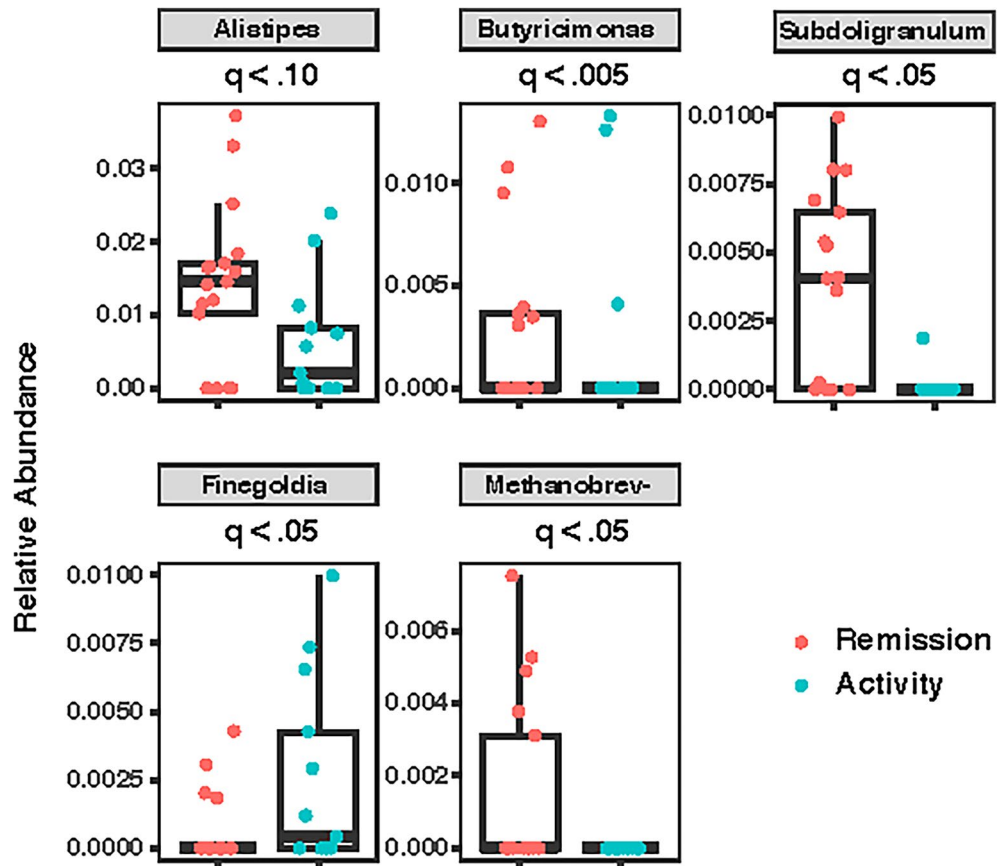 Alistipes
q < .10
0.03
0.02
0.01
0.00
Butyricimonas
q < .005
0.010
0.005
0.000
Subdoligranulum
q < .05
0.0100
0.0075
0.0050
0.0025
0.0000
Relative Abundance
Finegoldia
q < .05
0.0100
0.0075
0.0050
0.0025
0.0000
Methanobrev-
q < .05
0.006
0.004
0.002
0.000
Remission
Activity